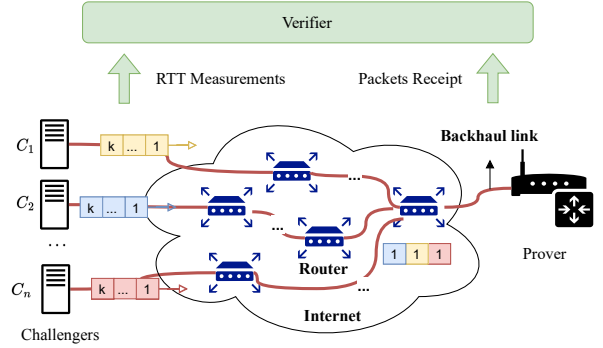 Verifier
RTT Measurements
Packets Receipt
C1
k ... 1
...
Backhaul link
C2
k ... 1
...
...
Router
1 1 1
Prover
Cn
k ... 1
...
Internet
Challengers